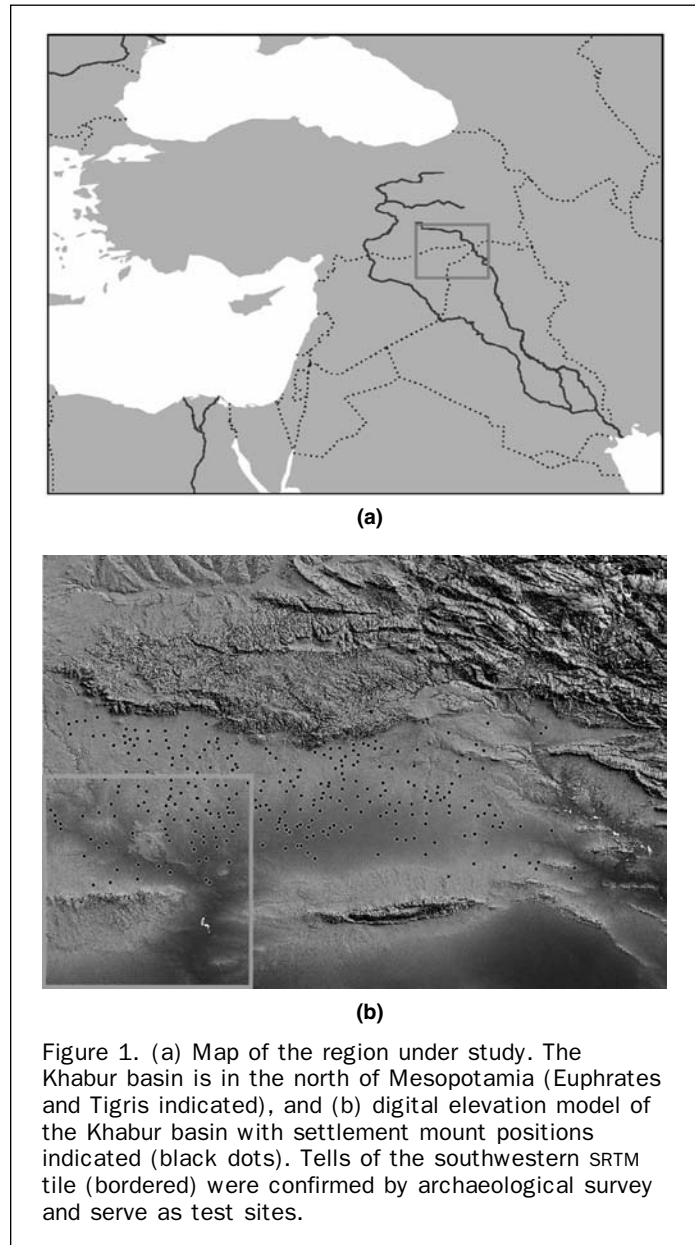 (a)
(b)
Figure 1. (a) Map of the region under study. The
Khabur basin is in the north of Mesopotamia (Euphrates
and Tigris indicated), and (b) digital elevation model of
the Khabur basin with settlement mount positions
indicated (black dots). Tells of the southwestern SRTM
tile (bordered) were confirmed by archaeological survey
and serve as test sites.